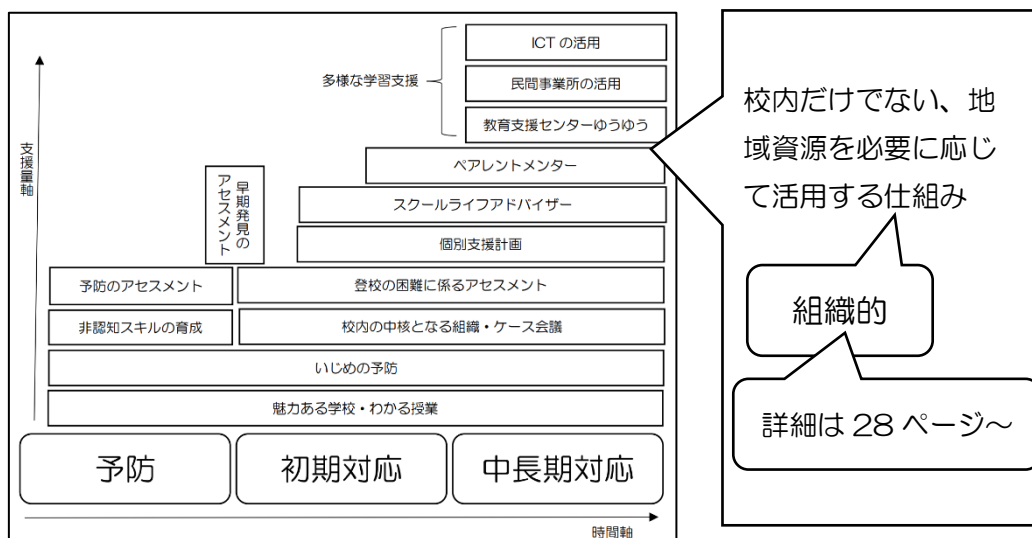 ICT の活用
多様な学習支援
民間事業所の活用
教育支援センターゆうゆう
ペアレントメンター
支援量軸
早期発見の
アセスメント
スクールライフアドバイザー
個別支援計画
予防のアセスメント
登校の困難に係るアセスメント
非認知スキルの育成
校内の中核となる組織・ケース会議
いじめの予防
魅力ある学校・わかる授業
予防
初期対応
中長期対応
時間軸
校内だけでない、地
域資源を必要に応じ
て活用する仕組み
組織的
詳細は 28 ページ～